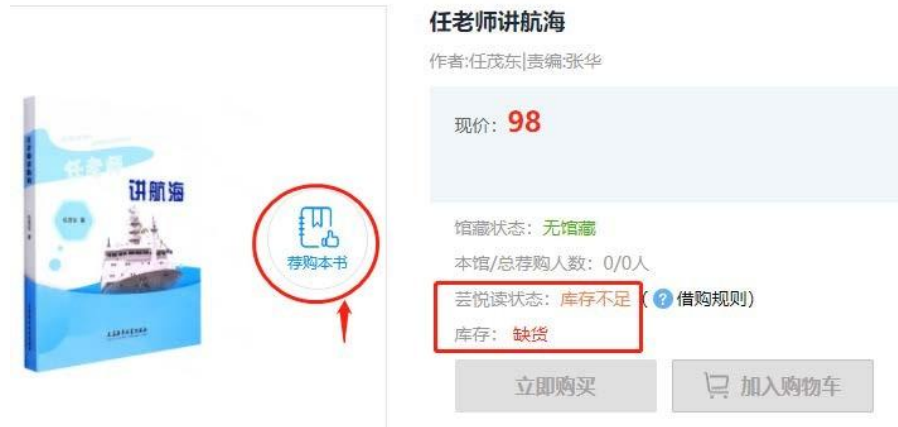 任老师讲航海
作者:任茂东|责编:张华
现价: 98
任老师
讲航海
荐购本书
馆藏状态: 无馆藏
本馆/总荐购人数: 0/0人
芸悦读状态: 库存不足 ( ? 借购规则)
库存: 缺货
立即购买
加入购物车